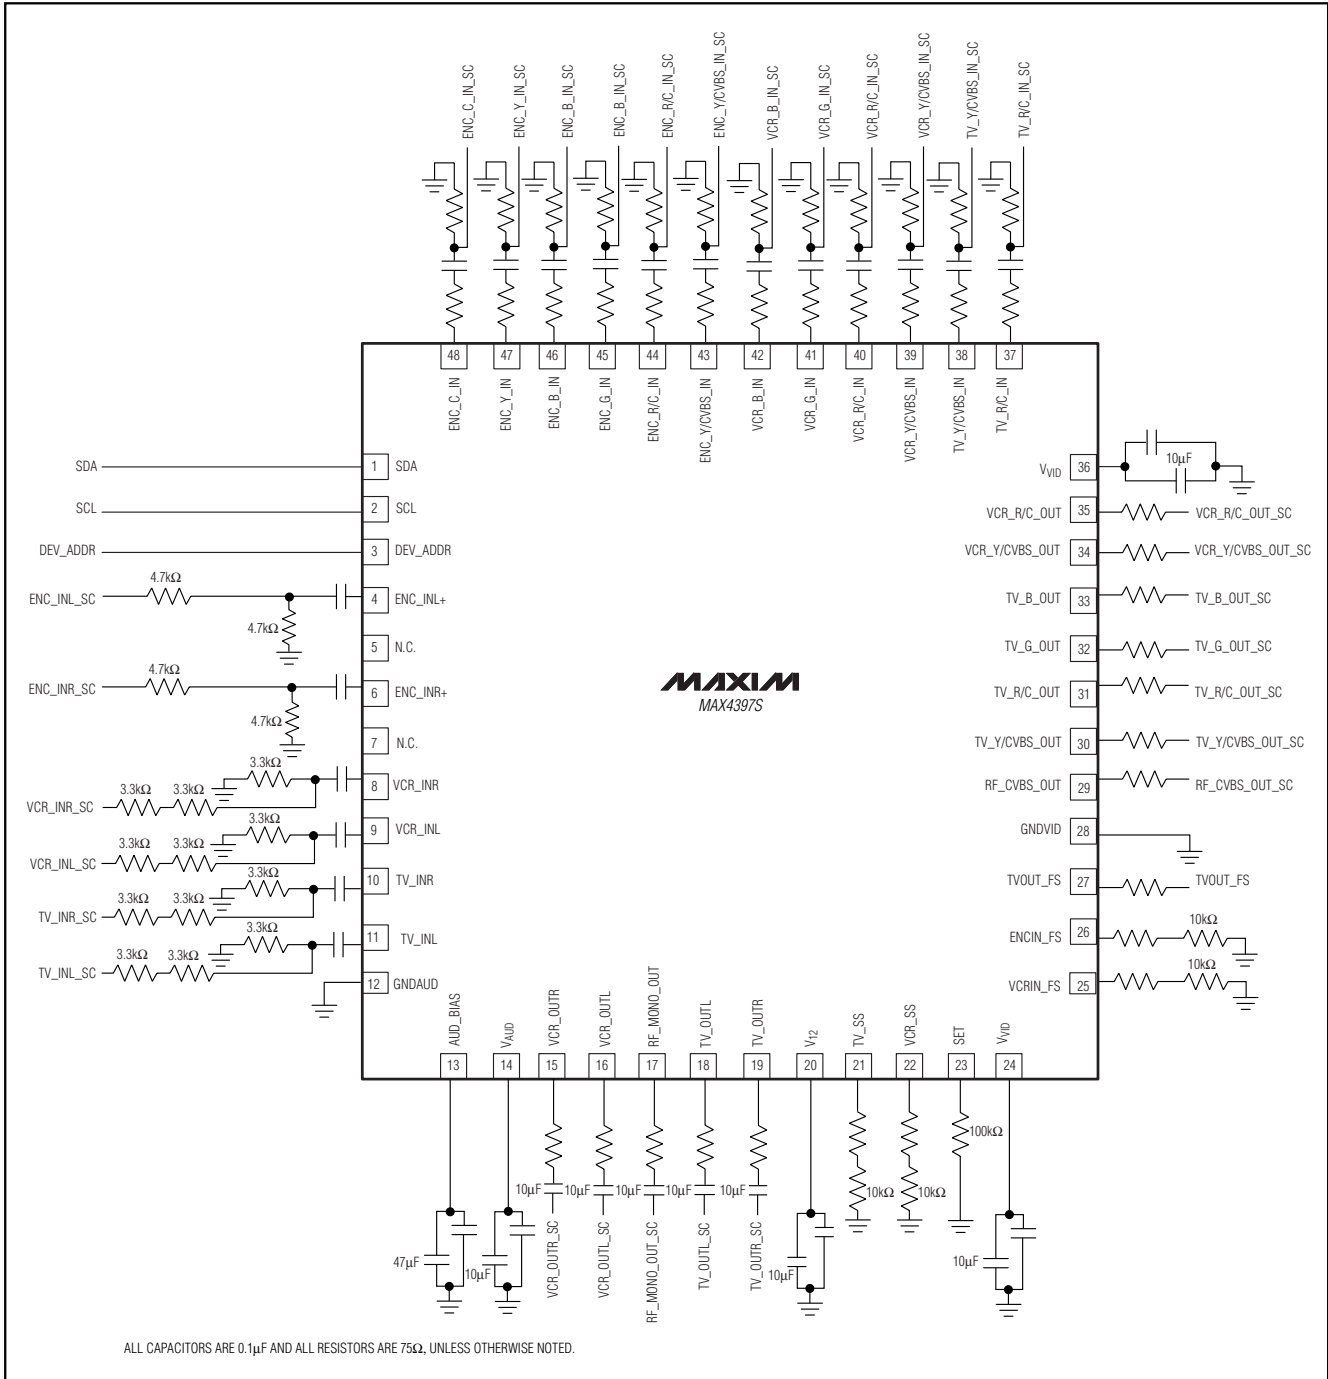 ENC_C_IN_SC
ENC_Y_IN_SC
ENC_B_IN_SC
ENC_B_IN_SC
ENC_R/C_IN_SC
ENC_Y/CVBS_IN_SC
VCR_B_IN_SC
VCR_G_IN_SC
VCR_R/C_IN_SC
VCR_Y/CVBS_IN_SC
TV_Y/CVBS_IN_SC
TV_R/C_IN_SC
48
47
46
45
44
43
42
41
40
39
38
37
ENC_C_IN
ENC_Y_IN
ENC_B_IN
ENC_G_IN
ENC_R/C_IN
ENC_Y/CVBS_IN
VCR_B_IN
VCR_G_IN
VCR_R/C_IN
VCR_Y/CVBS_IN
TV_Y/CVBS_IN
TV_R/C_IN
SDA
1 SDA
SCL
2 SCL
DEV_ADDR
3 DEV_ADDR
4.7kΩ
ENC_INL_SC
4 ENC_INL+
4.7kΩ
5 N.C.
4.7kΩ
ENC_INR_SC
6 ENC_INR+
4.7kΩ
7 N.C.
3.3kΩ
8 VCR_INR
3.3kΩ 3.3kΩ
VCR_INR_SC
3.3kΩ
9 VCR_INL
3.3kΩ 3.3kΩ
VCR_INL_SC
3.3kΩ
10 TV_INR
3.3kΩ 3.3kΩ
TV_INR_SC
3.3kΩ
11 TV_INL
3.3kΩ 3.3kΩ
TV_INL_SC
12 GNDAUD
MAXIM
MAX4397S
VVID 36
10µF
VCR_R/C_OUT 35 VCR_R/C_OUT_SC
VCR_Y/CVBS_OUT 34 VCR_Y/CVBS_OUT_SC
TV_B_OUT 33 TV_B_OUT_SC
TV_G_OUT 32 TV_G_OUT_SC
TV_R/C_OUT 31 TV_R/C_OUT_SC
TV_Y/CVBS_OUT 30 TV_Y/CVBS_OUT_SC
RF_CVBS_OUT 29 RF_CVBS_OUT_SC
GNDVID 28
TVOUT_FS 27 TVOUT_FS
ENCIN_FS 26 10kΩ
VCRIN_FS 25 10kΩ
AUD_BIAS
VAUD
VCR_OUTR
VCR_OUTL
RF_MONO_OUT
TV_OUTL
TV_OUTR
V12
TV_SS
VCR_SS
SET
VVID
13
14
15
16
17
18
19
20
21
22
23
24
100kΩ
10µF
10µF
10µF
10µF
10µF
10kΩ
10kΩ
47µF
10µF
10µF
10µF
VCR_OUTR_SC
VCR_OUTL_SC
RF_MONO_OUT_SC
TV_OUTL_SC
TV_OUTR_SC
ALL CAPACITORS ARE 0.1µF AND ALL RESISTORS ARE 75Ω, UNLESS OTHERWISE NOTED.